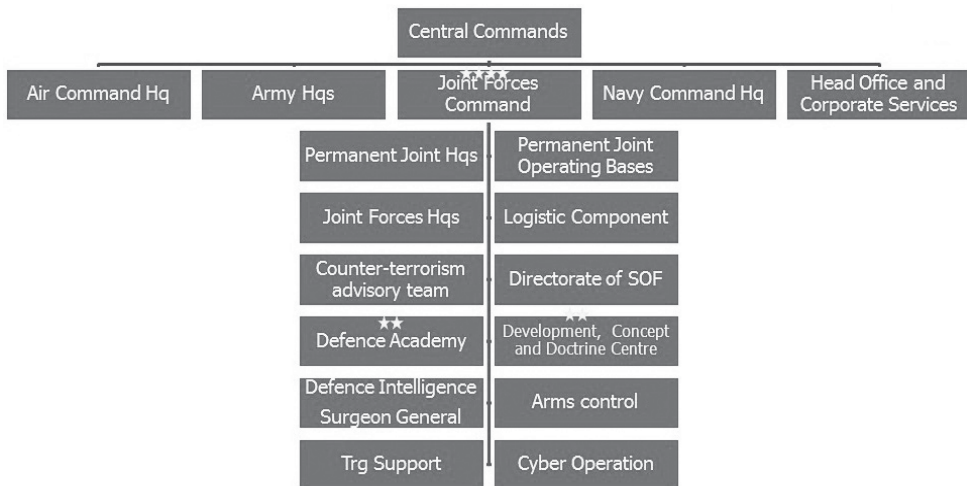 Central Commands
Air Command Hq
Army Hqs
Joint Forces
Command
Navy Command Hq
Head Office and
Corporate Services
Permanent Joint Hqs
Permanent Joint
Operating Bases
Joint Forces Hqs
Logistic Component
Counter-terrorism
advisory team
Directorate of SOF
Defence Academy
Development, Concept
and Doctrine Centre
Defence Intelligence
Surgeon General
Arms control
Trg Support
Cyber Operation